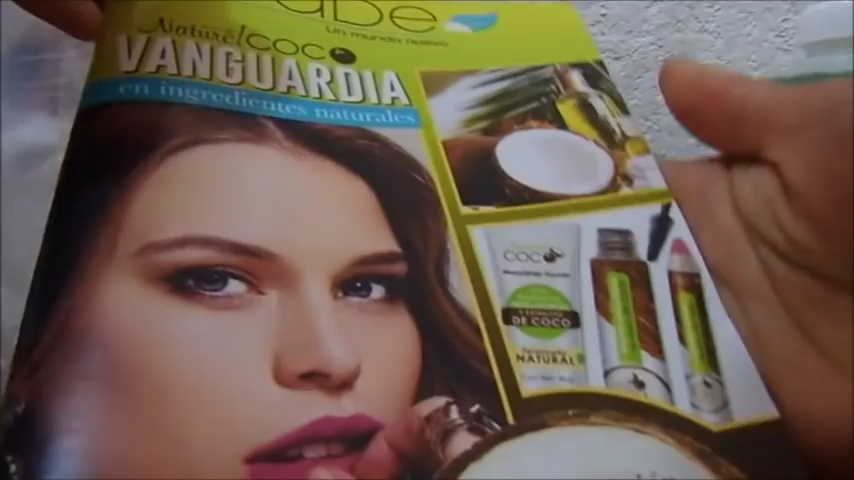 Un mundo nuevo
Nature! COCO
VANGUARDIA
en ingredientes naturales
COCO
DE COCO
NATURAL